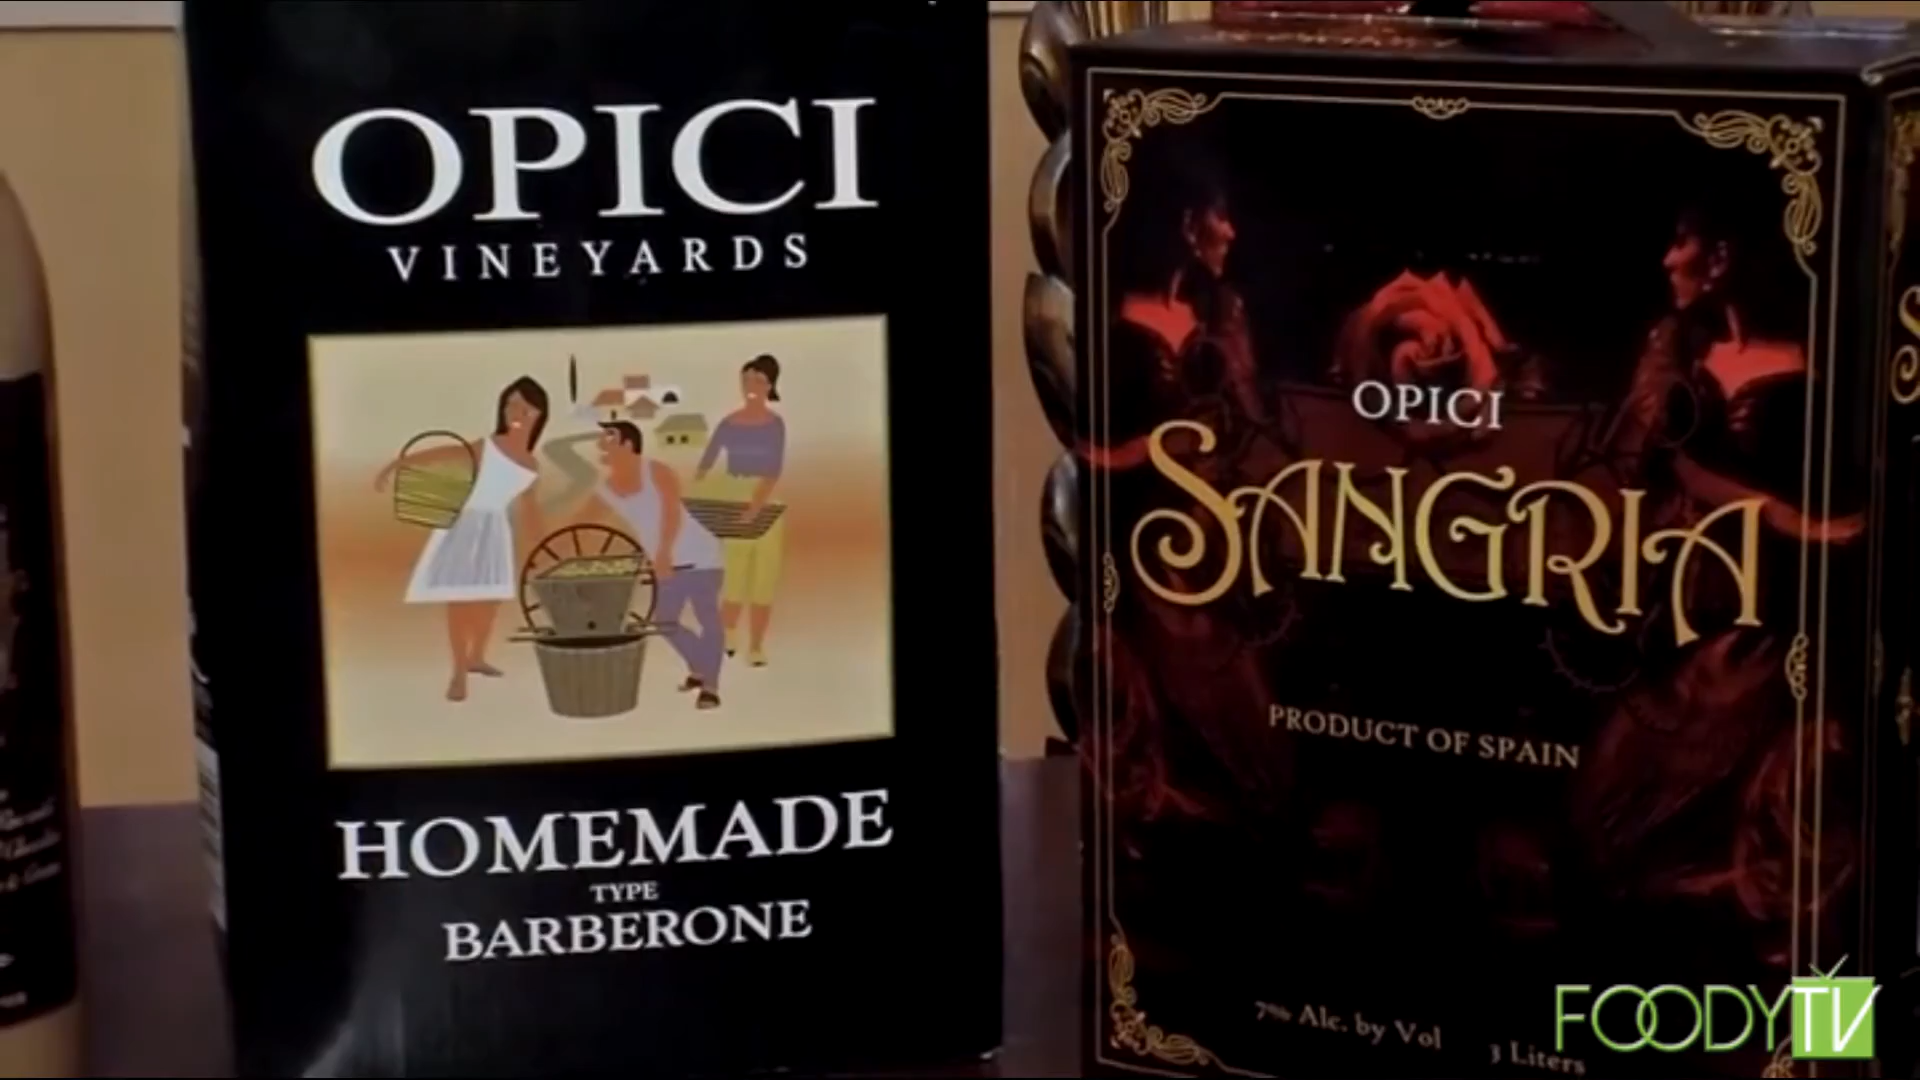 OPICI
VINEYARDS
HOMEMADE
TYPE
BARBERONE
OPICI
SANGRIA
PRODUCT OF SPAIN
7% Alc. by Vol
3 Liters
FOODYTV